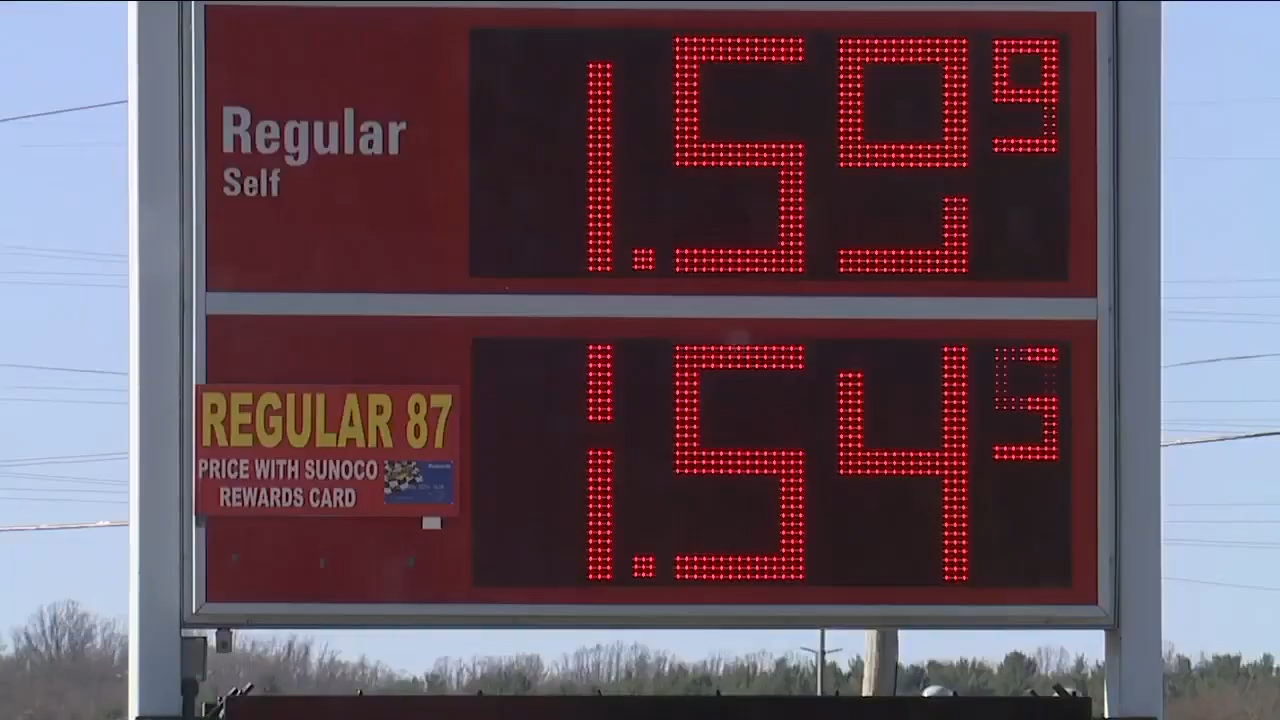 Regular
Self
1.59 9
REGULAR 87
PRICE WITH SUNOCO
REWARDS CARD
1.54 5